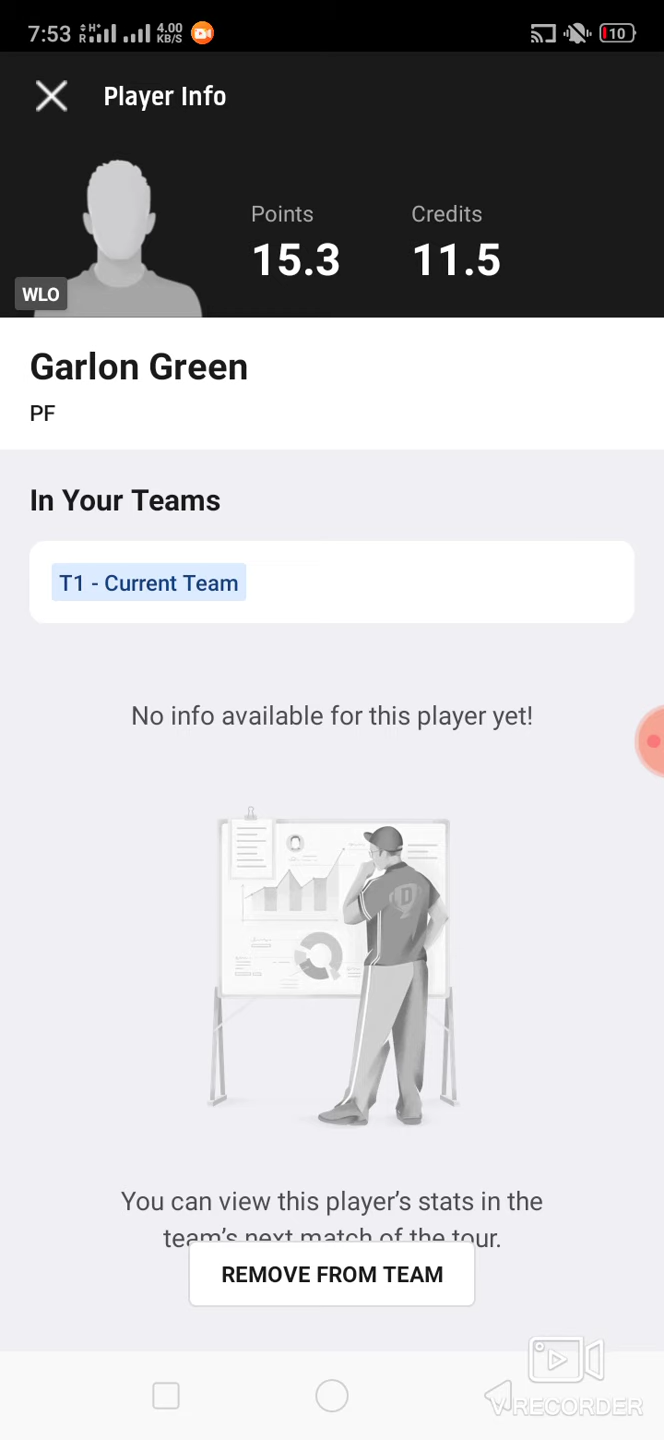 7:53 R H+ 4.00 KB/S 10
Player Info
Points Credits
15.3 11.5
WLO
Garlon Green
PF
In Your Teams
T1 - Current Team
No info available for this player yet!
D
You can view this player's stats in the
team's next match of the tour.
REMOVE FROM TEAM
VRECORDER